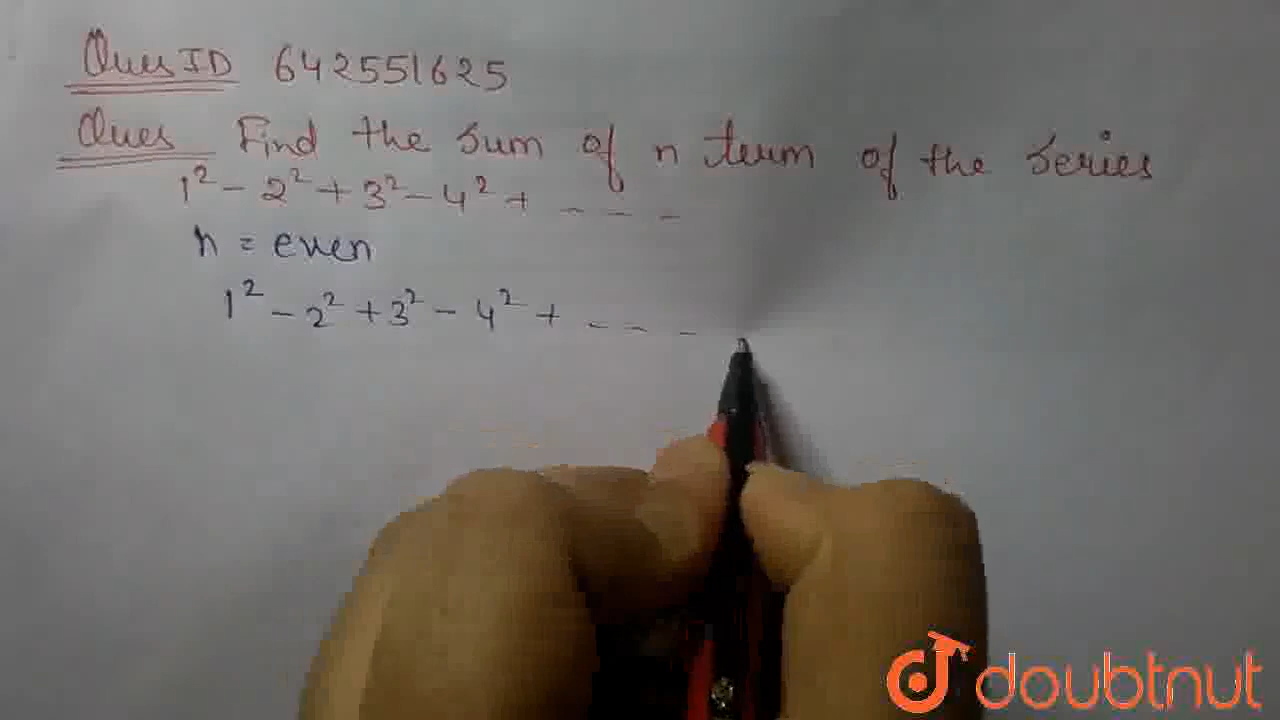 Ques ID 642551625
Ques Find the sum of n term of the series
1² - 2² + 3² - 4² + - - -
n = even
1² - 2² + 3² - 4² + - - -
doubtnut